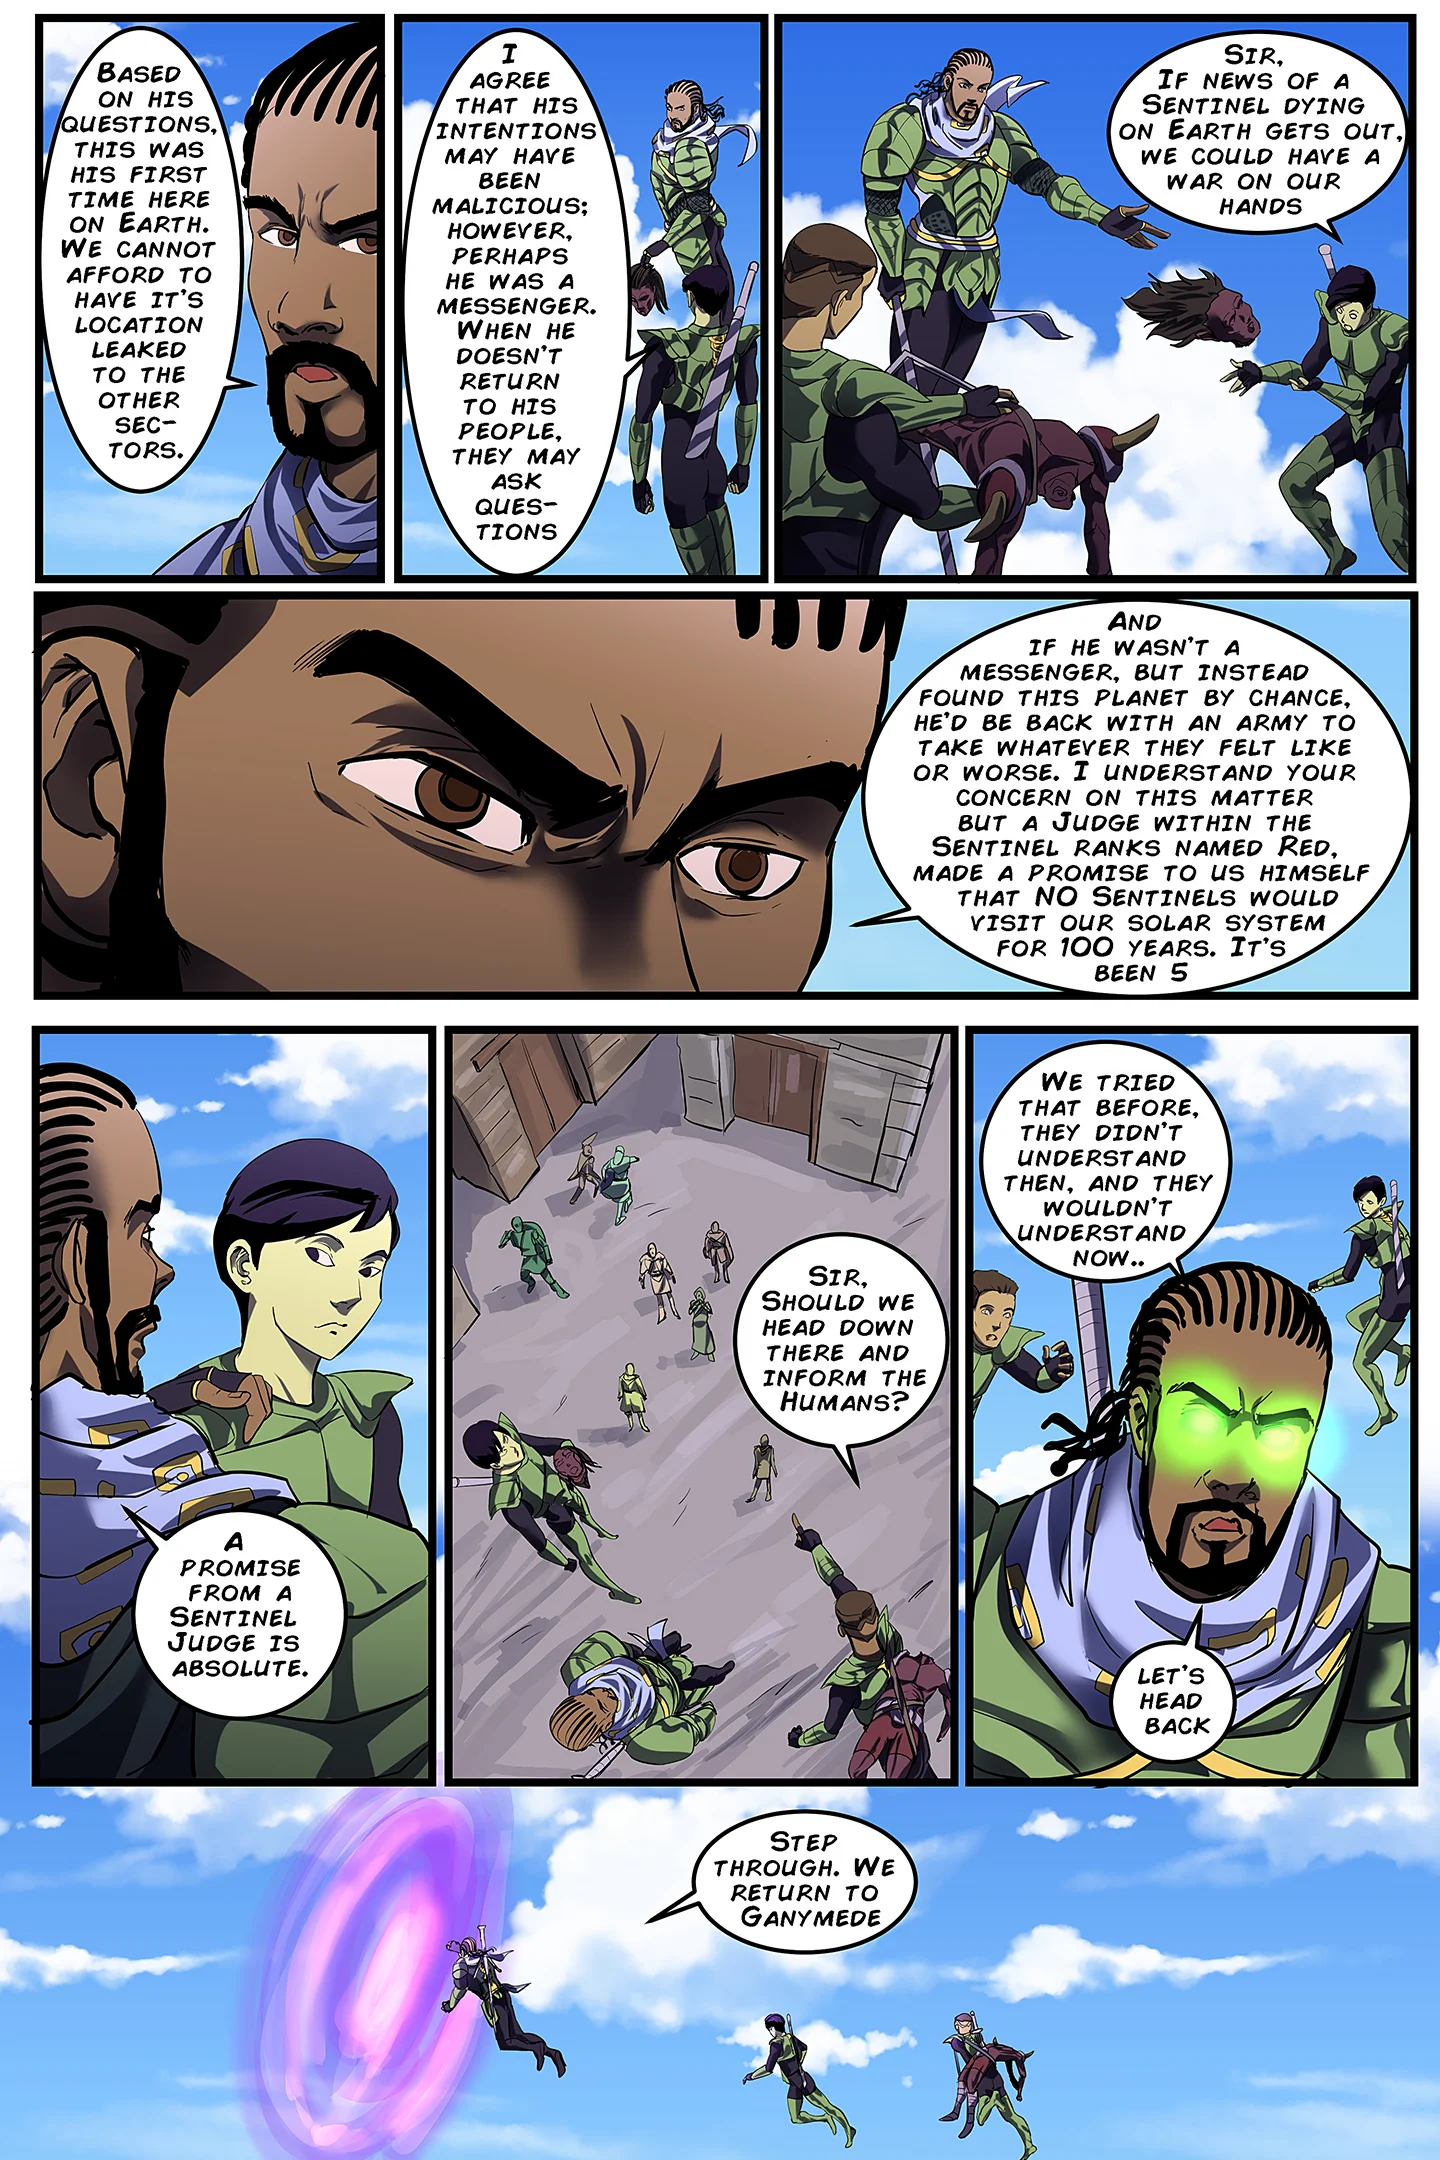 Based
on his
questions,
this was
his first
time here
on Earth.
We cannot
afford to
have it's
location
leaked
to the
other
sec-
tors.
I
agree
that his
intentions
may have
been
malicious;
however,
perhaps
he was a
messenger.
When he
doesn't
return
to his
people,
they may
ask
ques-
tions
Sir,
If news of a
Sentinel dying
on Earth gets out,
we could have a
war on our
hands
And
if he wasn't a
messenger, but instead
found this planet by chance,
he'd be back with an army to
take whatever they felt like
or worse. I understand your
concern on this matter
but a Judge within the
Sentinel ranks named Red,
made a promise to us himself
that NO Sentinels would
visit our solar system
for 100 years. It's
been 5
A
promise
from a
Sentinel
Judge is
absolute.
Sir,
Should we
head down
there and
inform the
Humans?
We tried
that before,
they didn't
understand
then, and they
wouldn't
understand
now..
let's
head
back
Step
through. We
return to
Ganymede